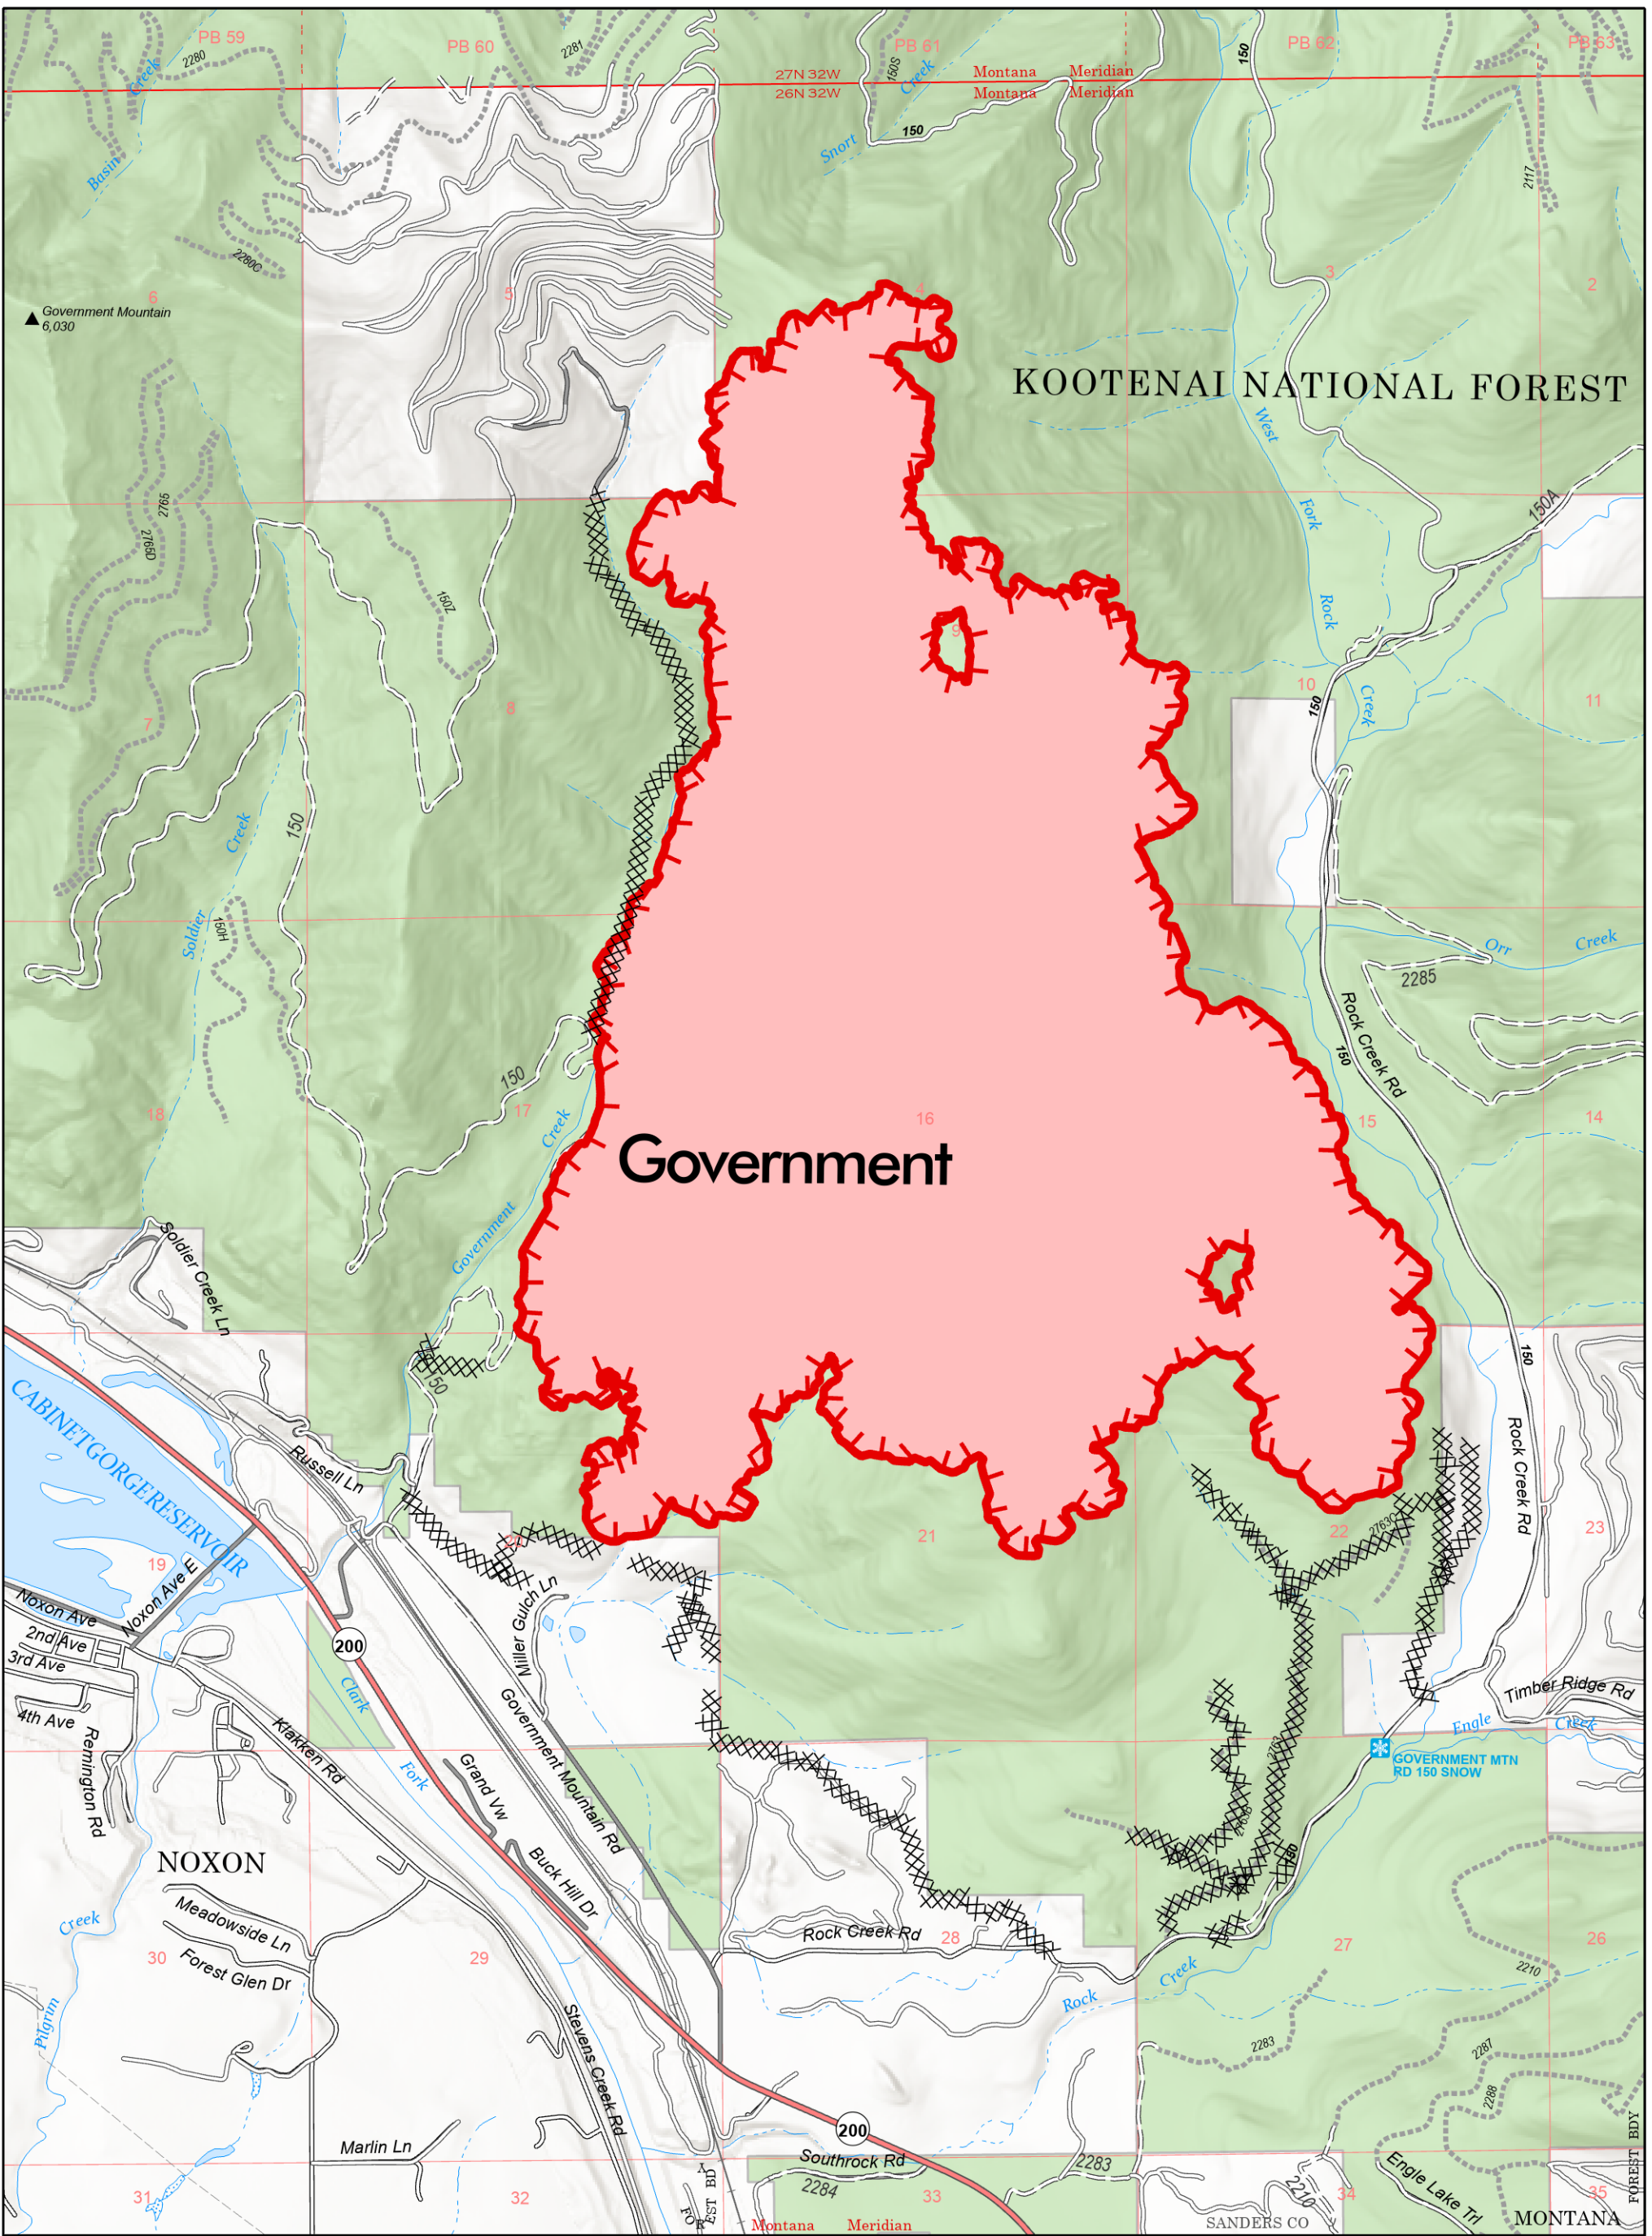 PB 59
PB 60
PB 61
PB 62
PB 63
2280
2281
150S
150
Creek
Creek
27N 32W
Montana Meridian
26N 32W
Montana Meridian
Basin
Snort
150
2117
2280C
6
5
4
3
2
Government Mountain
6,030
KOOTENAI NATIONAL FOREST
West
Fork
Rock
Creek
2765
2765D
150Z
150A
9
10
11
7
8
150
150
Creek
Soldier
150H
Orr
Creek
2285
Rock Creek Rd
150
150
17
18
16
15
14
Creek
Government
Government
Soldier Creek Ln
150
150
CABINETGORGERESERVOIR
Russell Ln
Rock Creek Rd
2763C
19
20
21
22
23
Noxon Ave E
Noxon Ave
2nd Ave
3rd Ave
4th Ave
Remington Rd
200
Clark
Fork
Miller Gulch Ln
Government Mountain Rd
Klakken Rd
Grand Vw
Buck Hill Dr
Timber Ridge Rd
Engle
Creek
GOVERNMENT MTN
RD 150 SNOW
NOXON
Meadowside Ln
Forest Glen Dr
Creek
Pilgrim
Rock Creek Rd
Rock
Creek
30
29
28
27
26
2210
2283
2287
2288
Stevens Creek Rd
Marlin Ln
200
Southrock Rd
2284
2283
2210
Engle Lake Trl
31
32
33
34
35
FOREST BD
FOREST BDY
Montana Meridian
SANDERS CO
MONTANA